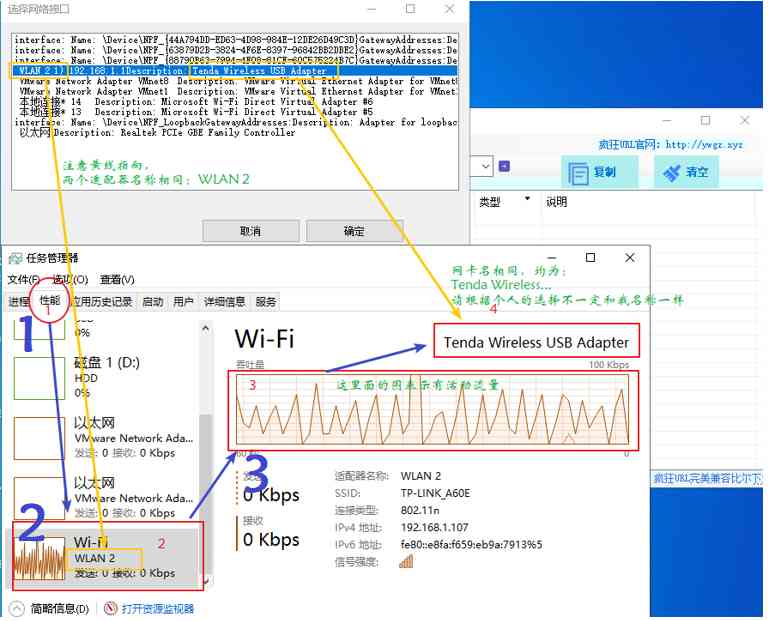 选择网络接口
interface: Name: \Device\NPF_{44A794DD-ED63-4D98-984E-12DE26D49C3D}GatewayAddresses:De
interface: Name: \Device\NPF_{63879D2B-3824-4F6E-8397-96842BB2DBE2}GatewayAddresses:De
WLAN 2 1) 192.168.1.1Description: Tenda Wireless USB Adapter
VMware Network Adapter VMnet8 Description: VMware Virtual Ethernet Adapter for VMnet8
VMware Network Adapter VMnet1 Description: VMware Virtual Ethernet Adapter for VMnet
本地连接* 14 Description: Microsoft Wi-Fi Direct Virtual Adapter #6
本地连接* 13 Description: Microsoft Wi-Fi Direct Virtual Adapter #5
interface: Name: \Device\NPF_LoopbackGatewayAddresses:Description: Adapter for loopbac
以太网Description: Realtek PCIe GBE Family Controller
注意黄线指向，
两个适配器名称相同：WLAN 2
取消
确定
疯狂URL官网：http://ywgz.xyz
复制
清空
类型
说明
任务管理器
文件(F) 选项(O) 查看(V)
进程 性能 应用历史记录 启动 用户 详细信息 服务
网卡名相同，均为：
Tenda Wireless...
请根据个人的选择不一定和我名称一样
1
1
4
0%
磁盘 1 (D:)
HDD
0%
以太网
VMware Network Ada...
发送: 0 接收: 0 Kbps
以太网
VMware Network Ada...
发送: 0 接收: 0 Kbps
2
Wi-Fi
2
WLAN 2
发送: 0 接收: 0 Kbps
Wi-Fi
Tenda Wireless USB Adapter
吞吐量
100 Kbps
3
这里面的图表示有活动流量
60 秒
0
3
发送
0 Kbps
接收
0 Kbps
适配器名称: WLAN 2
SSID: TP-LINK_A60E
连接类型: 802.11n
IPv4 地址: 192.168.1.107
IPv6 地址: fe80::e8fa:f659:eb9a:7913%5
信号强度:
疯狂URL完美兼容比尔下
简略信息(D)
打开资源监视器